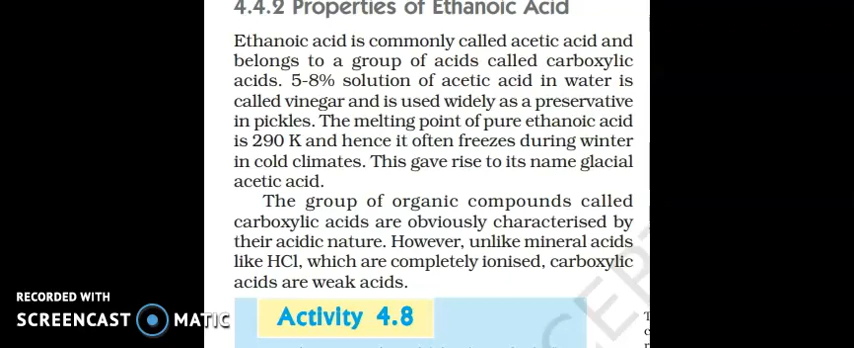 4.4.2 Properties of Ethanoic Acid
Ethanoic acid is commonly called acetic acid and
belongs to a group of acids called carboxylic
acids. 5-8% solution of acetic acid in water is
called vinegar and is used widely as a preservative
in pickles. The melting point of pure ethanoic acid
is 290 K and hence it often freezes during winter
in cold climates. This gave rise to its name glacial
acetic acid.
The group of organic compounds called
carboxylic acids are obviously characterised by
their acidic nature. However, unlike mineral acids
like HCl, which are completely ionised, carboxylic
acids are weak acids.
Activity 4.8
RECORDED WITH
SCREENCAST MATIC